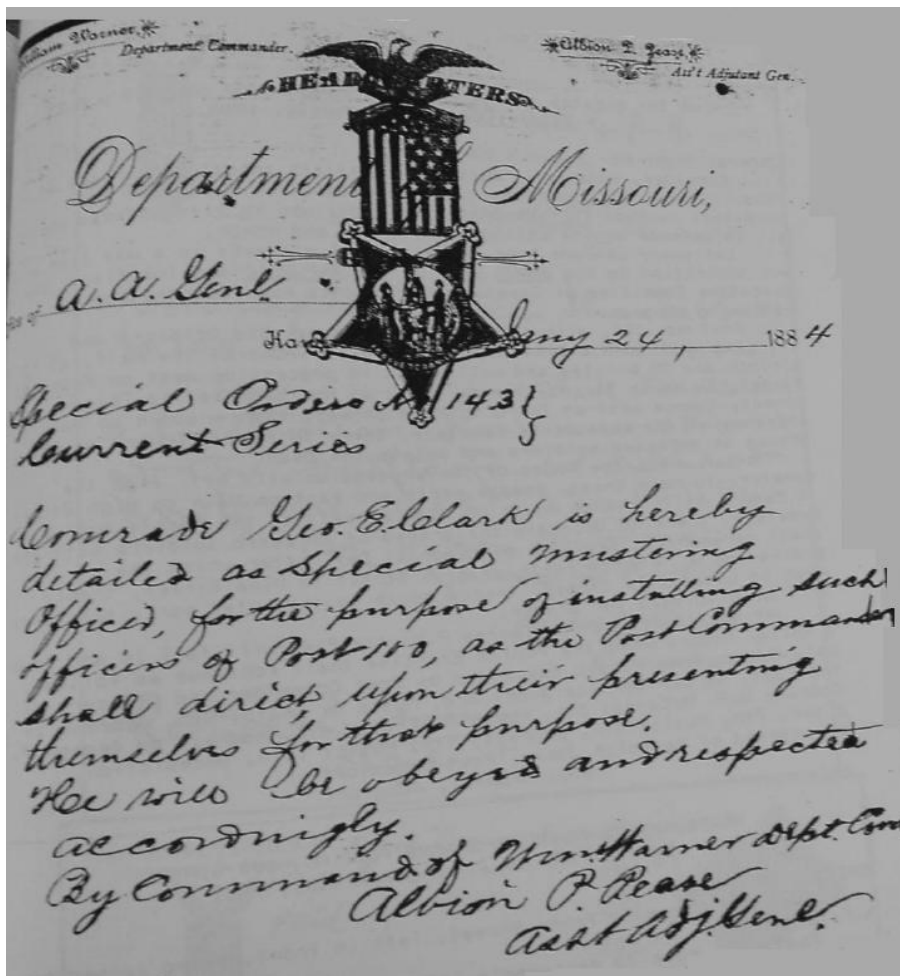 William Warner,
Department Commander.
Albion P. Pease,
Ass't Adjutant Gen.
HEADQUARTERS
Department Missouri,
A. A. Genl
24, 1884
Special Orders No 143
Current Series
Comrade Geo. E. Clark is hereby
detailed as Special Mustering
Officer, for the purpose of installing such
officers of Post 100, as the Post Commander
shall direct, upon their presenting
themselves for that purpose.
He will be obeyed and respected
accordingly.
By Command of Wm. Warner Dept. Com
Albion P. Pease
Asst Adj. Genl.